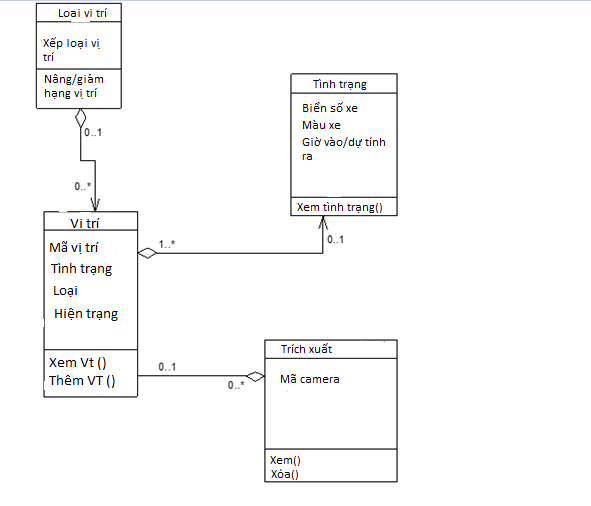 Loại vi trí
Xếp loại vị
trí
Nâng/giảm
hạng vị trí
0..1
0..*
Vi trí
Mã vị trí
Tình trạng
Loại
Hiện trạng
Xem Vt ()
Thêm VT ()
1..*
0..1
Tình trạng
Biển số xe
Màu xe
Giờ vào/dự tính
ra
Xem tình trạng()
0..1
0..*
Trích xuất
Mã camera
Xem()
Xóa()